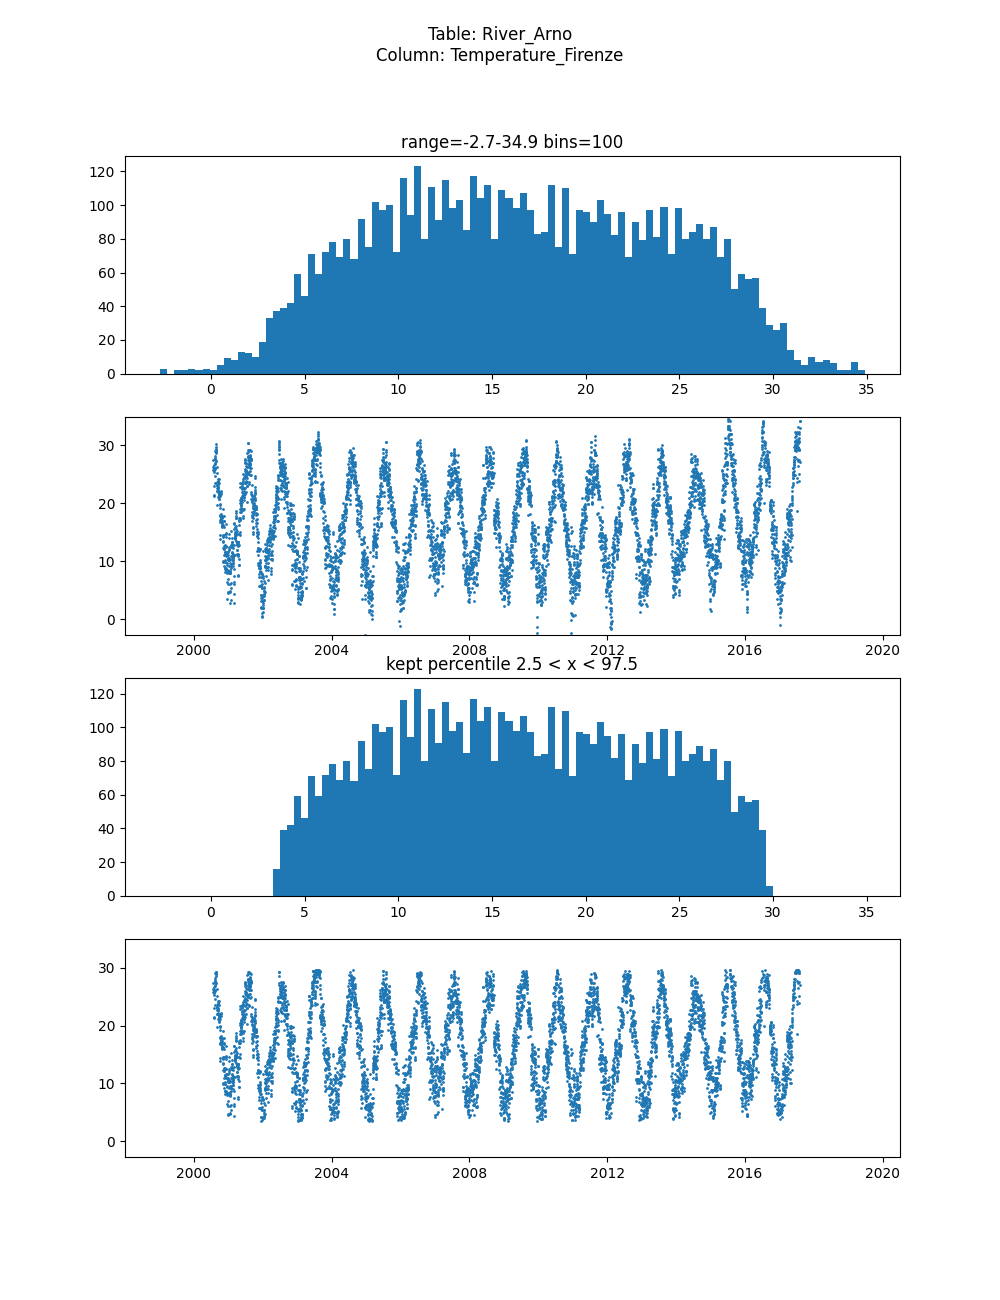 Table: River_Arno
Column: Temperature_Firenze
range=-2.7-34.9 bins=100
120
100
80
60
40
20
0
0 5 10 15 20 25 30 35
30
20
10
0
2000 2004 2008 2012 2016 2020
kept percentile 2.5 < x < 97.5
120
100
80
60
40
20
0
0 5 10 15 20 25 30 35
30
20
10
0
2000 2004 2008 2012 2016 2020